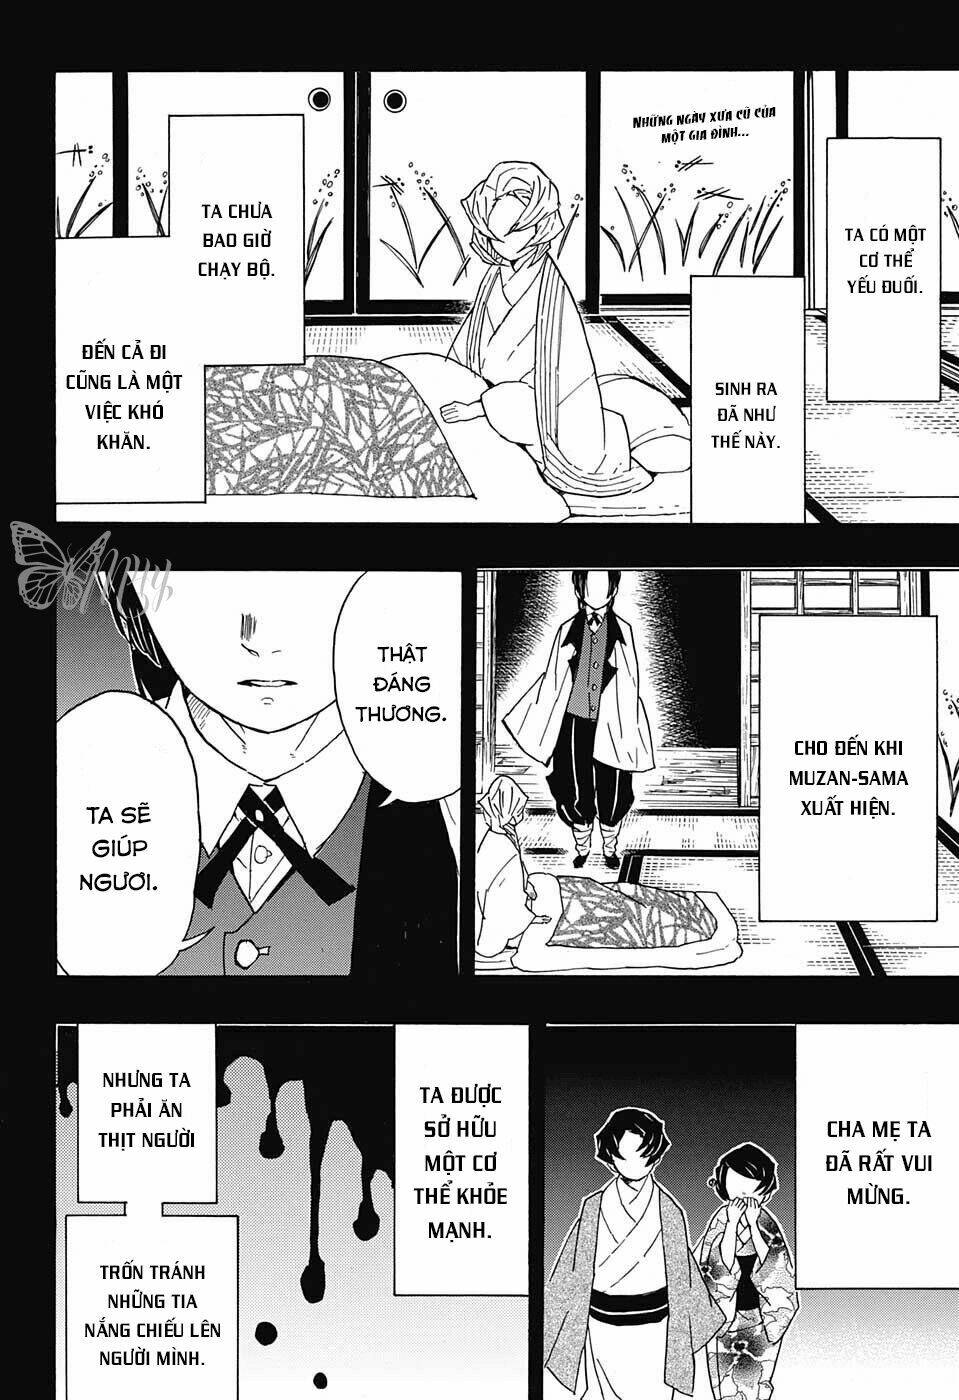 TA CÓ MỘT
CƠ THỂ
YẾU ĐUỐI.
NHỮNG NGÀY XƯA CŨ CỦA
MỘT GIA ĐÌNH...
SINH RA
ĐÃ NHƯ
THẾ NÀY.
TA CHƯA
BAO GIỜ
CHẠY BỘ.
ĐẾN CẢ ĐI
CŨNG LÀ MỘT
VIỆC KHÓ
KHĂN.
CHO ĐẾN KHI
MUZAN-SAMA
XUẤT HIỆN.
THẬT
ĐÁNG
THƯƠNG.
TA SẼ
GIÚP
NGƯƠI.
CHA MẸ TA
ĐÃ RẤT VUI
MỪNG.
TA ĐƯỢC
SỞ HỮU
MỘT CƠ
THỂ KHỎE
MẠNH.
NHƯNG TA
PHẢI ĂN
THỊT NGƯỜI
TRỐN TRÁNH
NHỮNG TIA
NẮNG CHIẾU LÊN
NGƯỜI MÌNH.